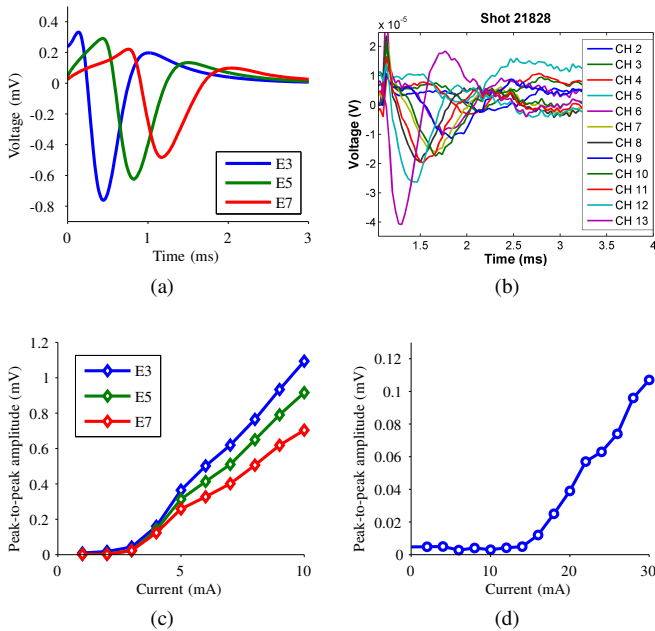 0.4
0.2
0
-0.2
-0.4
-0.6
-0.8
Voltage (mV)
E3
E5
E7
0 1 2 3
Time (ms)
(a)
Shot 21828
x 10⁻⁵
2
1
0
-1
-2
-3
-4
Voltage (V)
CH 2
CH 3
CH 4
CH 5
CH 6
CH 7
CH 8
CH 9
CH 10
CH 11
CH 12
CH 13
1.5 2 2.5 3 3.5 4
Time (ms)
(b)
1.2
1
0.8
0.6
0.4
0.2
0
Peak-to-peak amplitude (mV)
E3
E5
E7
0 5 10
Current (mA)
(c)
0.12
0.1
0.08
0.06
0.04
0.02
0
Peak-to-peak amplitude (mV)
0 10 20 30
Current (mA)
(d)